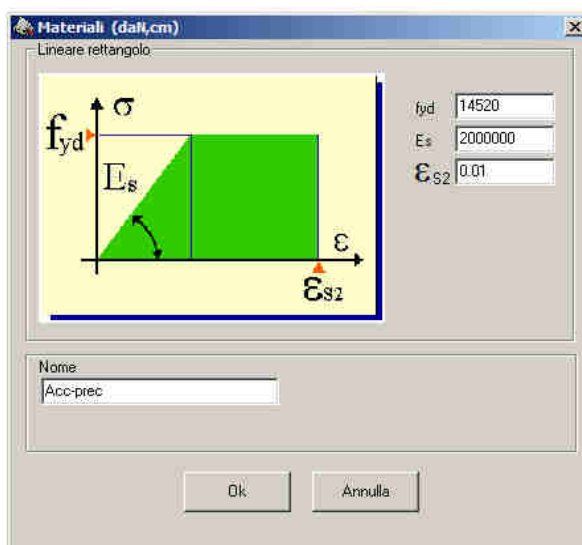 Materiali (daN,cm)
Lineare rettangolo
σ
fyd
Es
ε
εS2
fyd 14520
Es 2000000
εS2 0.01
Nome
Acc-prec
Ok Annulla